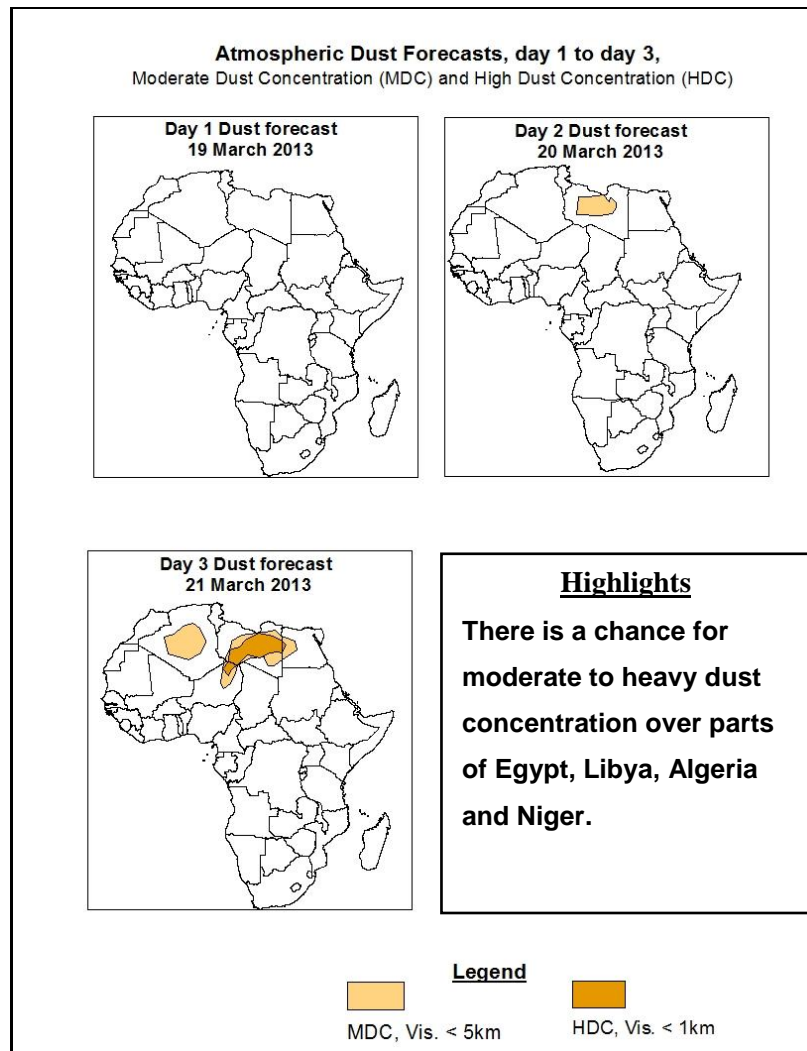 Atmospheric Dust Forecasts, day 1 to day 3,
Moderate Dust Concentration (MDC) and High Dust Concentration (HDC)
Day 1 Dust forecast
19 March 2013
Day 2 Dust forecast
20 March 2013
Day 3 Dust forecast
21 March 2013
Highlights
There is a chance for
moderate to heavy dust
concentration over parts
of Egypt, Libya, Algeria
and Niger.
Legend
MDC, Vis. < 5km
HDC, Vis. < 1km